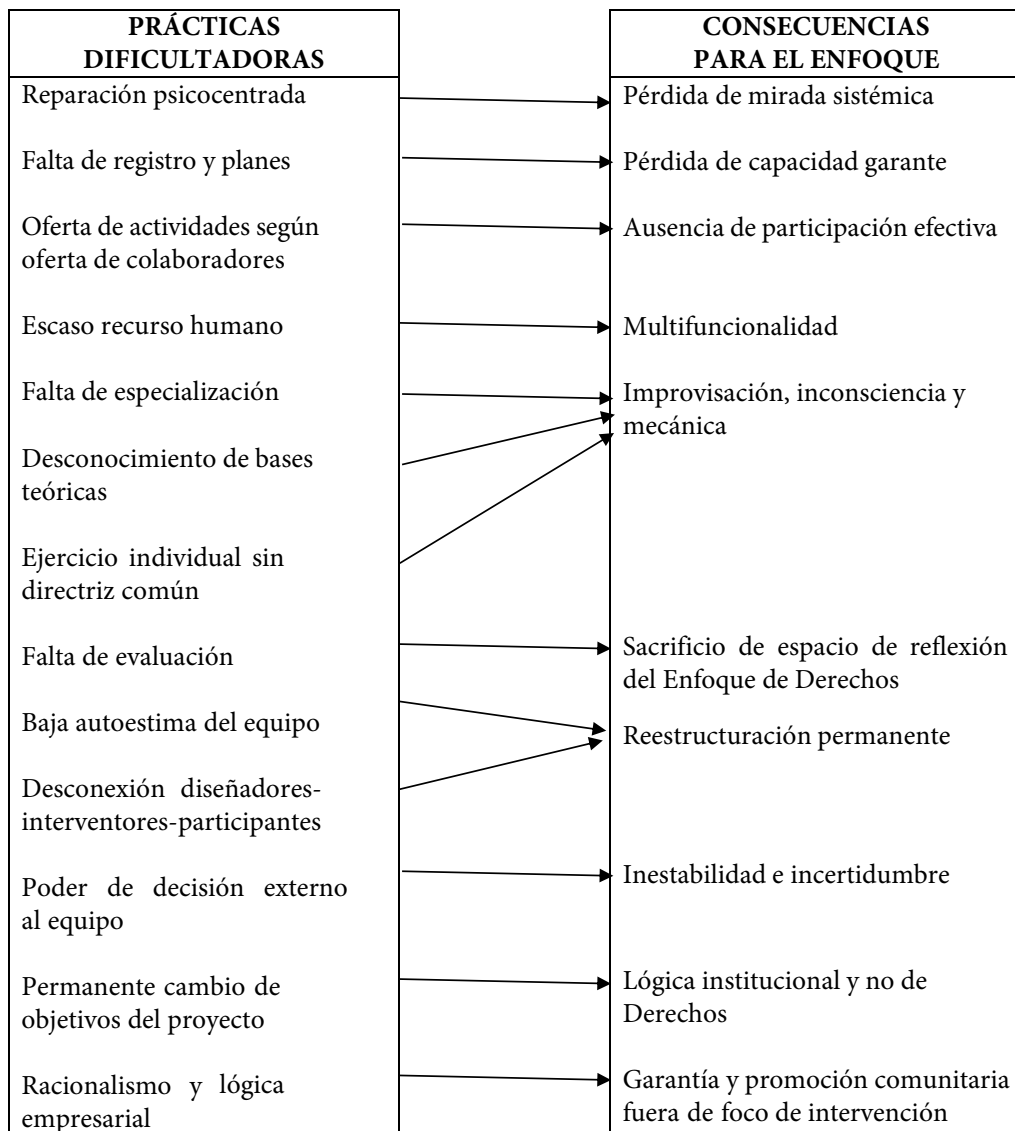 PRÁCTICAS
DIFICULTADORAS
Reparación psicocentrada
Falta de registro y planes
Oferta de actividades según
oferta de colaboradores
Escaso recurso humano
Falta de especialización
Desconocimiento de bases
teóricas
Ejercicio individual sin
directriz común
Falta de evaluación
Baja autoestima del equipo
Desconexión diseñadores-
interventores-participantes
Poder de decisión externo
al equipo
Permanente cambio de
objetivos del proyecto
Racionalismo y lógica
empresarial
CONSECUENCIAS
PARA EL ENFOQUE
Pérdida de mirada sistémica
Pérdida de capacidad garante
Ausencia de participación efectiva
Multifuncionalidad
Improvisación, inconsciencia y
mecánica
Sacrificio de espacio de reflexión
del Enfoque de Derechos
Reestructuración permanente
Inestabilidad e incertidumbre
Lógica institucional y no de
Derechos
Garantía y promoción comunitaria
fuera de foco de intervención